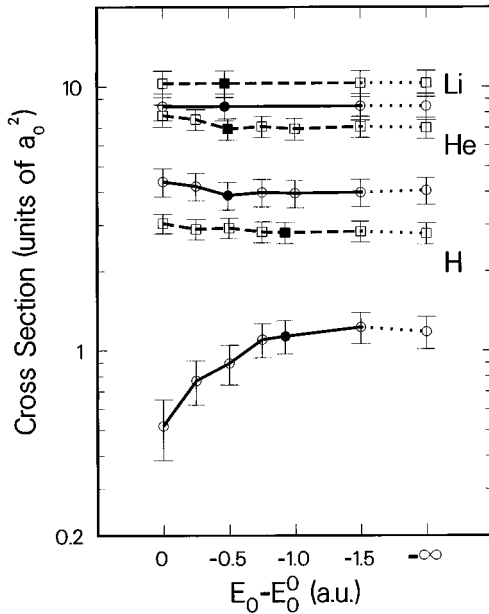 10
1
0.2
Cross Section (units of a₀²)
Li
He
H
0 -0.5 -1.0 -1.5 -∞
E₀-E₀⁰ (a.u.)